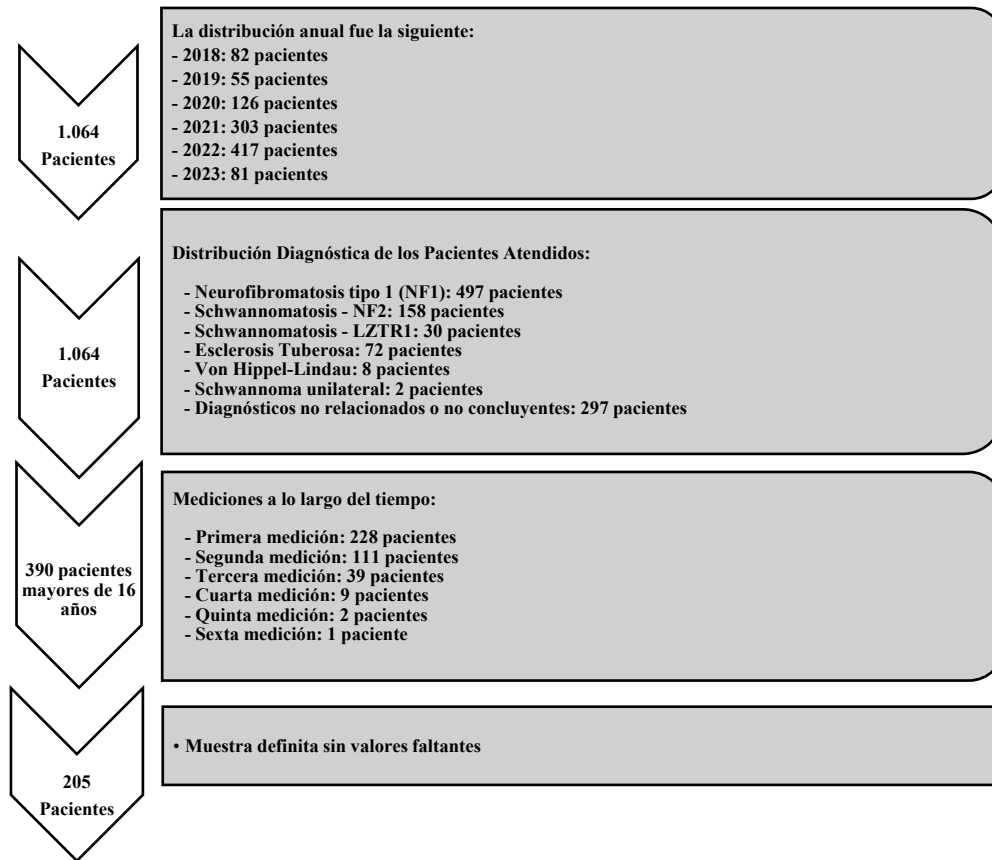 La distribución anual fue la siguiente:
- 2018: 82 pacientes
- 2019: 55 pacientes
- 2020: 126 pacientes
- 2021: 303 pacientes
- 2022: 417 pacientes
- 2023: 81 pacientes
1.064
Pacientes
Distribución Diagnóstica de los Pacientes Atendidos:
- Neurofibromatosis tipo 1 (NF1): 497 pacientes
- Schwannomatosis - NF2: 158 pacientes
- Schwannomatosis - LZTR1: 30 pacientes
- Esclerosis Tuberosa: 72 pacientes
- Von Hippel-Lindau: 8 pacientes
- Schwannoma unilateral: 2 pacientes
- Diagnósticos no relacionados o no concluyentes: 297 pacientes
1.064
Pacientes
Mediciones a lo largo del tiempo:
- Primera medición: 228 pacientes
- Segunda medición: 111 pacientes
- Tercera medición: 39 pacientes
- Cuarta medición: 9 pacientes
- Quinta medición: 2 pacientes
- Sexta medición: 1 paciente
390 pacientes
mayores de 16
años
• Muestra definita sin valores faltantes
205
Pacientes